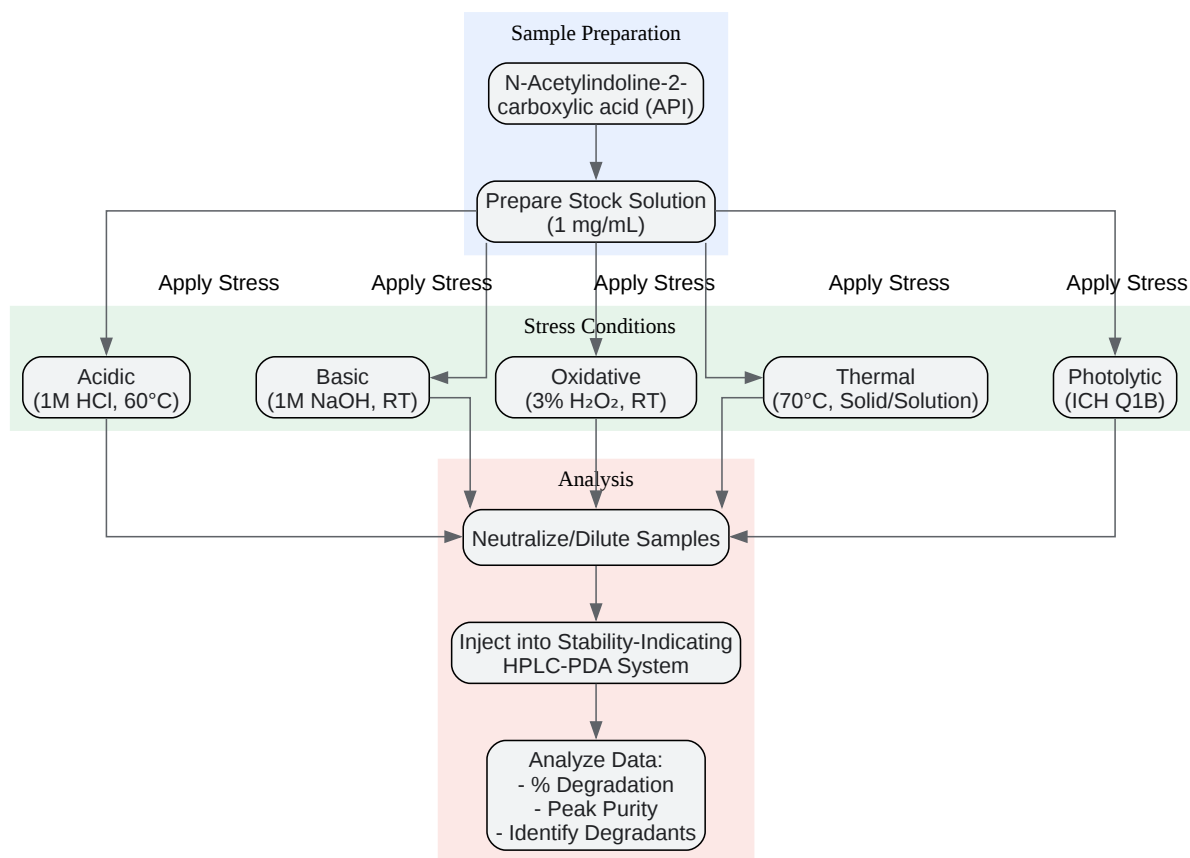 Sample Preparation
N-Acetylindoline-2-
carboxylic acid (API)
Prepare Stock Solution
(1 mg/mL)
Apply Stress
Apply Stress
Apply Stress
Apply Stress
Apply Stress
Stress Conditions
Acidic
(1M HCl, 60°C)
Basic
(1M NaOH, RT)
Oxidative
(3% H₂O₂, RT)
Thermal
(70°C, Solid/Solution)
Photolytic
(ICH Q1B)
Analysis
Neutralize/Dilute Samples
Inject into Stability-Indicating
HPLC-PDA System
Analyze Data:
- % Degradation
- Peak Purity
- Identify Degradants